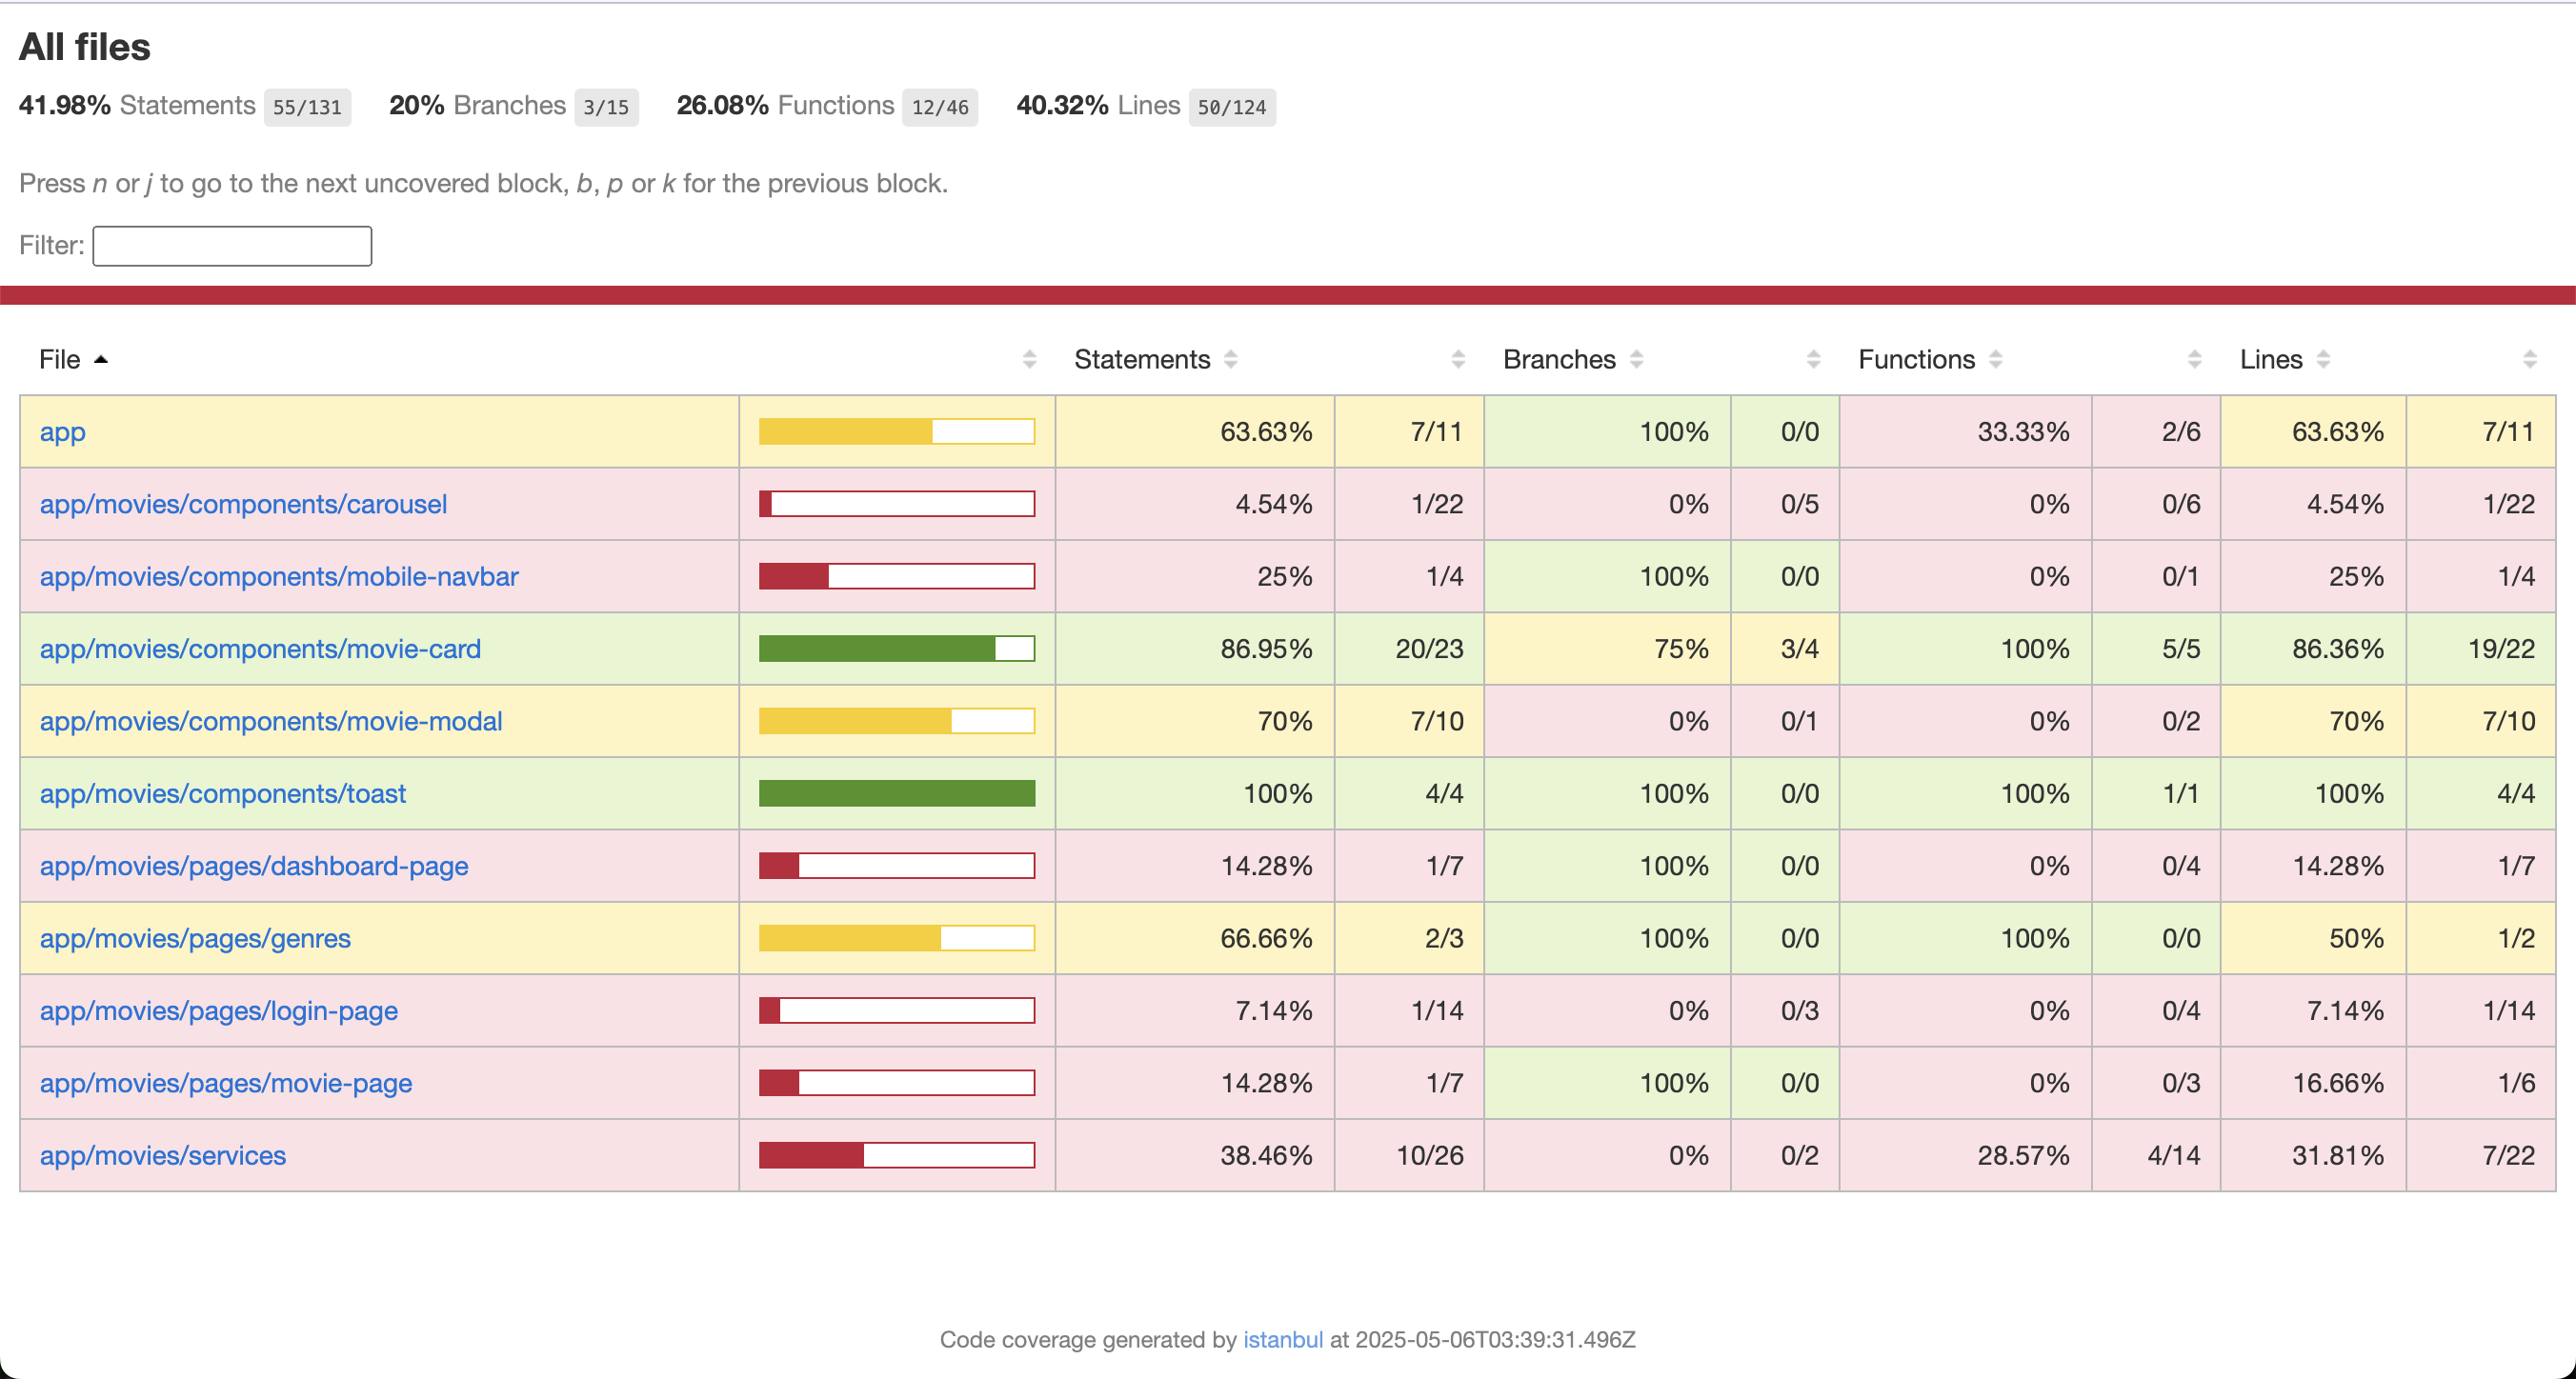 All files
41.98% Statements 55/131 20% Branches 3/15 26.08% Functions 12/46 40.32% Lines 50/124
Press n or j to go to the next uncovered block, b, p or k for the previous block.
Filter:
File Statements Branches Functions Lines
app 63.63% 7/11 100% 0/0 33.33% 2/6 63.63% 7/11
app/movies/components/carousel 4.54% 1/22 0% 0/5 0% 0/6 4.54% 1/22
app/movies/components/mobile-navbar 25% 1/4 100% 0/0 0% 0/1 25% 1/4
app/movies/components/movie-card 86.95% 20/23 75% 3/4 100% 5/5 86.36% 19/22
app/movies/components/movie-modal 70% 7/10 0% 0/1 0% 0/2 70% 7/10
app/movies/components/toast 100% 4/4 100% 0/0 100% 1/1 100% 4/4
app/movies/pages/dashboard-page 14.28% 1/7 100% 0/0 0% 0/4 14.28% 1/7
app/movies/pages/genres 66.66% 2/3 100% 0/0 100% 0/0 50% 1/2
app/movies/pages/login-page 7.14% 1/14 0% 0/3 0% 0/4 7.14% 1/14
app/movies/pages/movie-page 14.28% 1/7 100% 0/0 0% 0/3 16.66% 1/6
app/movies/services 38.46% 10/26 0% 0/2 28.57% 4/14 31.81% 7/22
Code coverage generated by istanbul at 2025-05-06T03:39:31.496Z